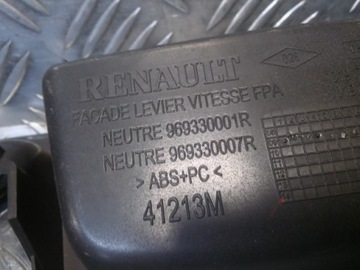 RENAULT
FACADE LEVIER VITESSE FPA
NEUTRE 969330001R
NEUTRE 969330007R
> ABS+PC <
41213M